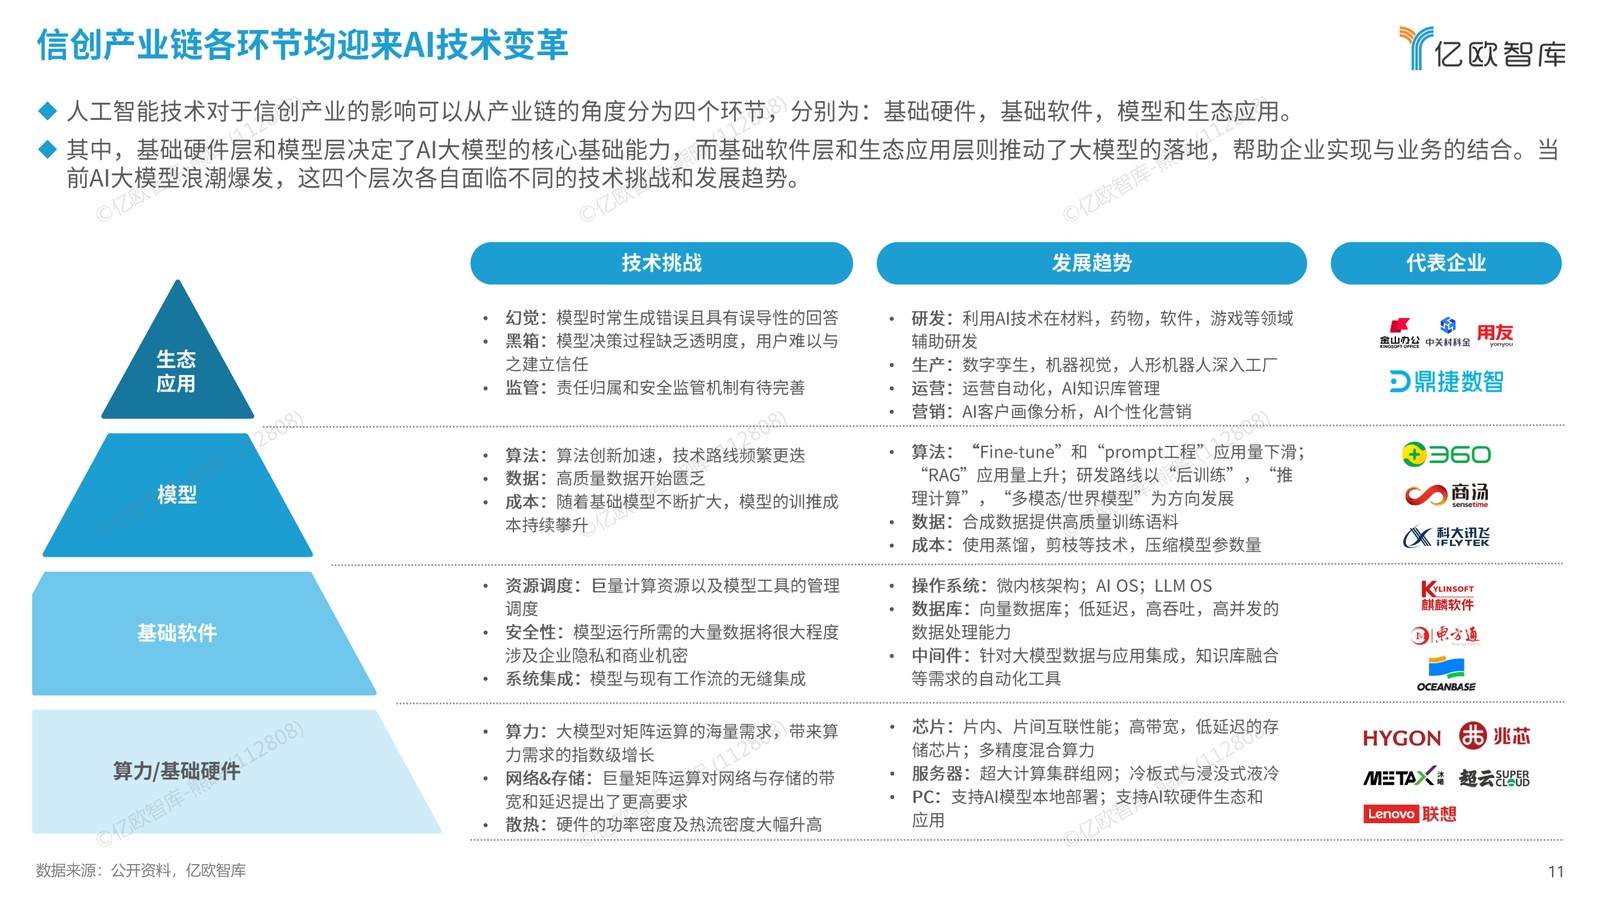 信创产业链各环节均迎来AI技术变革
亿欧智库
◆ 人工智能技术对于信创产业的影响可以从产业链的角度分为四个环节，分别为：基础硬件，基础软件，模型和生态应用。
◆ 其中，基础硬件层和模型层决定了AI大模型的核心基础能力，而基础软件层和生态应用层则推动了大模型的落地，帮助企业实现与业务的结合。当
前AI大模型浪潮爆发，这四个层次各自面临不同的技术挑战和发展趋势。
技术挑战
发展趋势
代表企业
生态
应用
• 幻觉：模型时常生成错误且具有误导性的回答
• 黑箱：模型决策过程缺乏透明度，用户难以与
之建立信任
• 监管：责任归属和安全监管机制有待完善
• 研发：利用AI技术在材料，药物，软件，游戏等领域
辅助研发
• 生产：数字孪生，机器视觉，人形机器人深入工厂
• 运营：运营自动化，AI知识库管理
• 营销：AI客户画像分析，AI个性化营销
金山办公
KINGSOFT OFFICE
中关村科金
用友
yonyou
鼎捷数智
模型
• 算法：算法创新加速，技术路线频繁更迭
• 数据：高质量数据开始匮乏
• 成本：随着基础模型不断扩大，模型的训推成
本持续攀升
• 算法：“Fine-tune”和“prompt工程”应用量下滑；
“RAG”应用量上升；研发路线以“后训练”，“推
理计算”，“多模态/世界模型”为方向发展
• 数据：合成数据提供高质量训练语料
• 成本：使用蒸馏，剪枝等技术，压缩模型参数量
360
商汤
sensetime
科大讯飞
iFLYTEK
基础软件
• 资源调度：巨量计算资源以及模型工具的管理
调度
• 安全性：模型运行所需的大量数据将很大程度
涉及企业隐私和商业机密
• 系统集成：模型与现有工作流的无缝集成
• 操作系统：微内核架构；AI OS；LLM OS
• 数据库：向量数据库；低延迟，高吞吐，高并发的
数据处理能力
• 中间件：针对大模型数据与应用集成，知识库融合
等需求的自动化工具
KYLINSOFT
麒麟软件
东方通
OCEANBASE
算力/基础硬件
• 算力：大模型对矩阵运算的海量需求，带来算
力需求的指数级增长
• 网络&存储：巨量矩阵运算对网络与存储的带
宽和延迟提出了更高要求
• 散热：硬件的功率密度及热流密度大幅升高
• 芯片：片内、片间互联性能；高带宽，低延迟的存
储芯片；多精度混合算力
• 服务器：超大计算集群组网；冷板式与浸没式液冷
• PC：支持AI模型本地部署；支持AI软硬件生态和
应用
HYGON
兆芯
METAX
沐曦
超云
SUPER
CLOUD
Lenovo 联想
数据来源：公开资料，亿欧智库
11